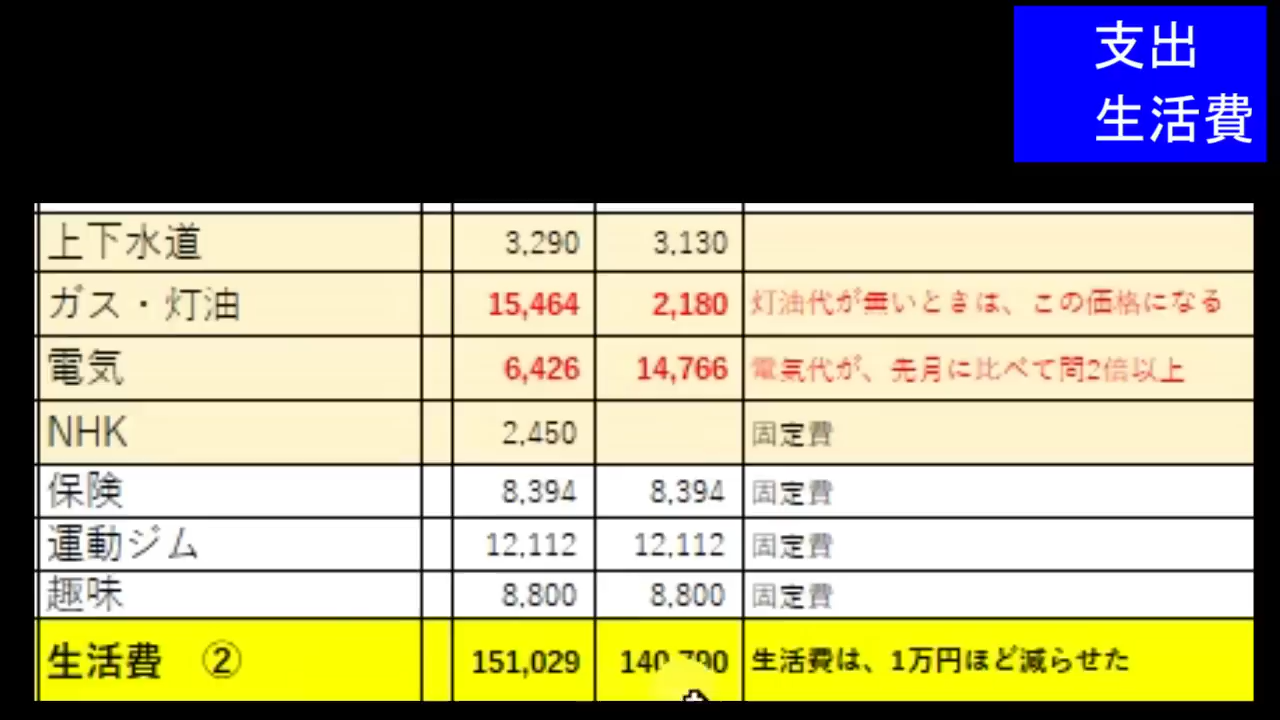 支出
生活費
上下水道 3,290 3,130
ガス・灯油 15,464 2,180 灯油代が無いときは、この価格になる
電気 6,426 14,766 電気代が、先月に比べて問2倍以上
NHK 2,450 固定費
保険 8,394 8,394 固定費
運動ジム 12,112 12,112 固定費
趣味 8,800 8,800 固定費
生活費 ② 151,029 140,790 生活費は、1万円ほど減らせた